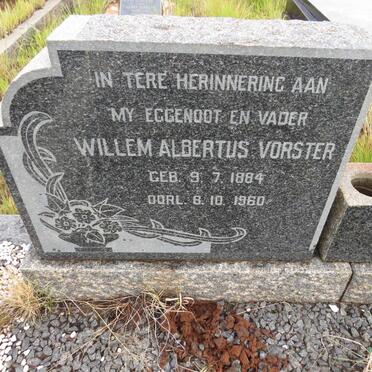 IN TERE HERINNERING AAN
MY EGGENOOT EN VADER
WILLEM ALBERTUS VORSTER
GEB. 9. 7. 1884
OORL. 8. 10. 1960